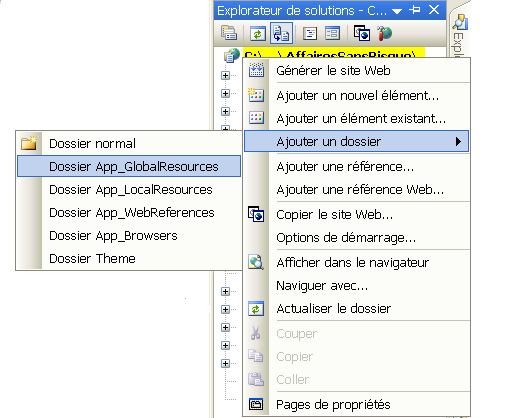 Explorateur de solutions - C...
C:\...\AffairesSansRisque\
Générer le site Web
Ajouter un nouvel élément...
Ajouter un élément existant...
Ajouter un dossier
Dossier normal
Dossier App_GlobalResources
Dossier App_LocalResources
Dossier App_WebReferences
Dossier App_Browsers
Dossier Theme
Ajouter une référence...
Ajouter une référence Web...
Copier le site Web...
Options de démarrage...
Afficher dans le navigateur
Naviguer avec...
Actualiser le dossier
Couper
Copier
Coller
Pages de propriétés
Expl